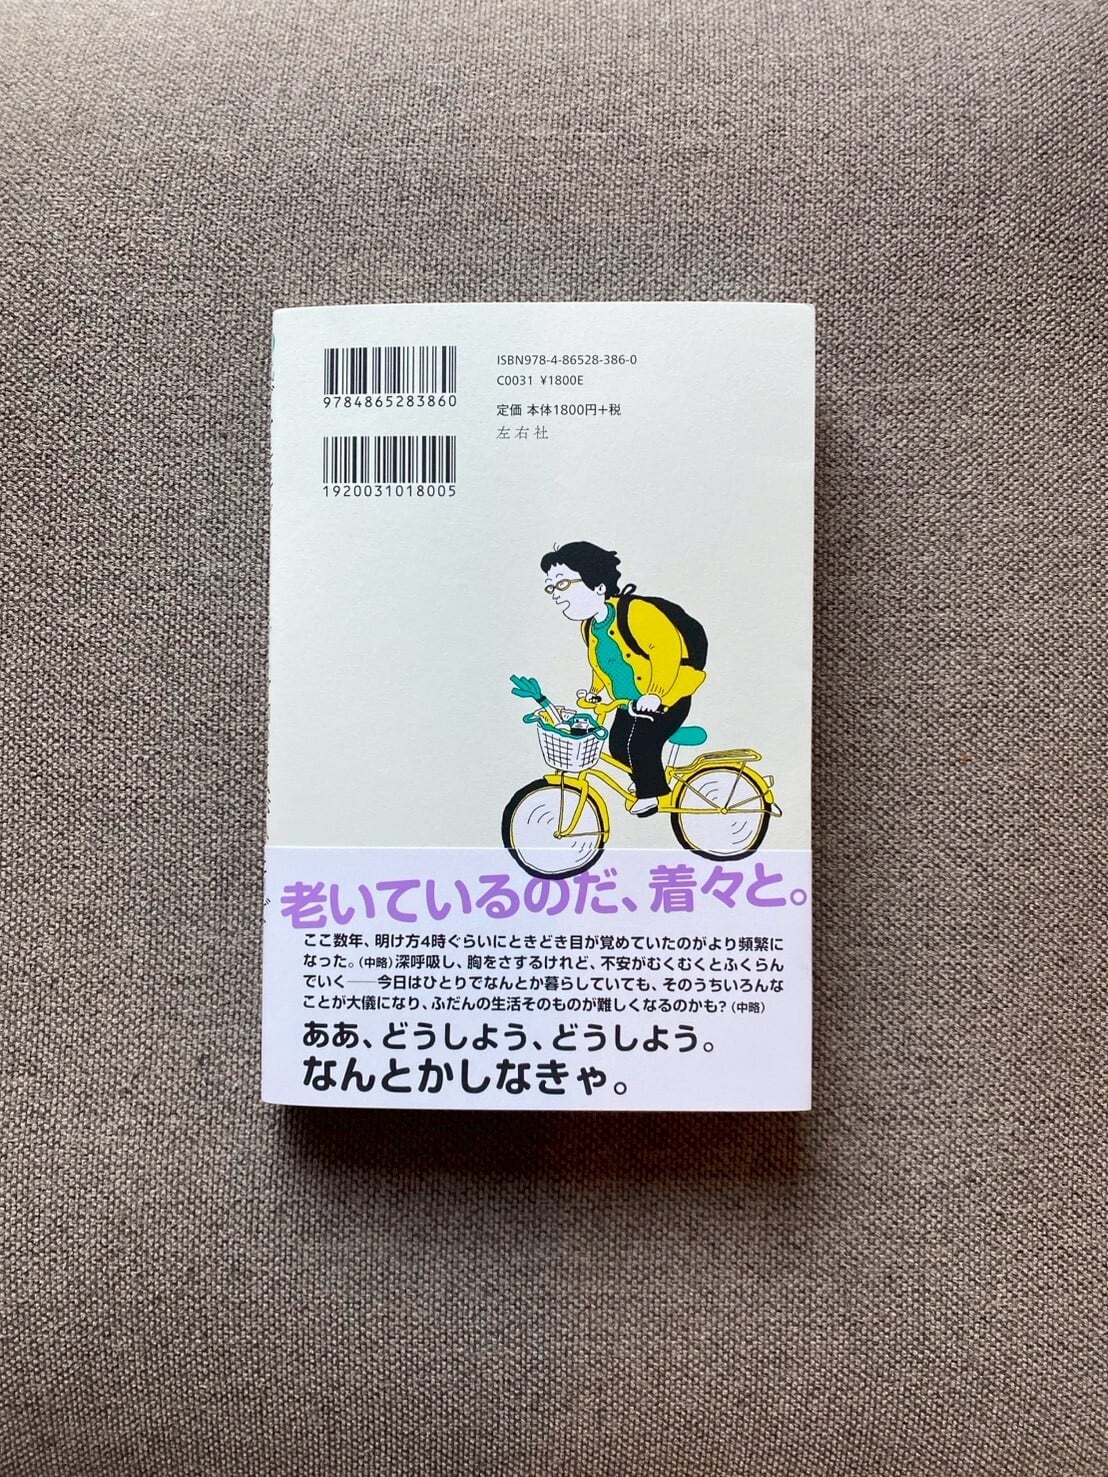 9784865283860
1920031018005
ISBN978-4-86528-386-0
C0031 ¥1800E
定価 本体1800円+税
左右社
老いているのだ、着々と。
ここ数年、明け方4時ぐらいにときどき目が覚めていたのがより頻繁に
なった。(中略)深呼吸し、胸をさするけれど、不安がむくむくとふくらん
でいく──今日はひとりでなんとか暮らしていても、そのうちいろんな
ことが大儀になり、ふだんの生活そのものが難しくなるのかも?(中略)
ああ、どうしよう、どうしよう。
なんとかしなきゃ。